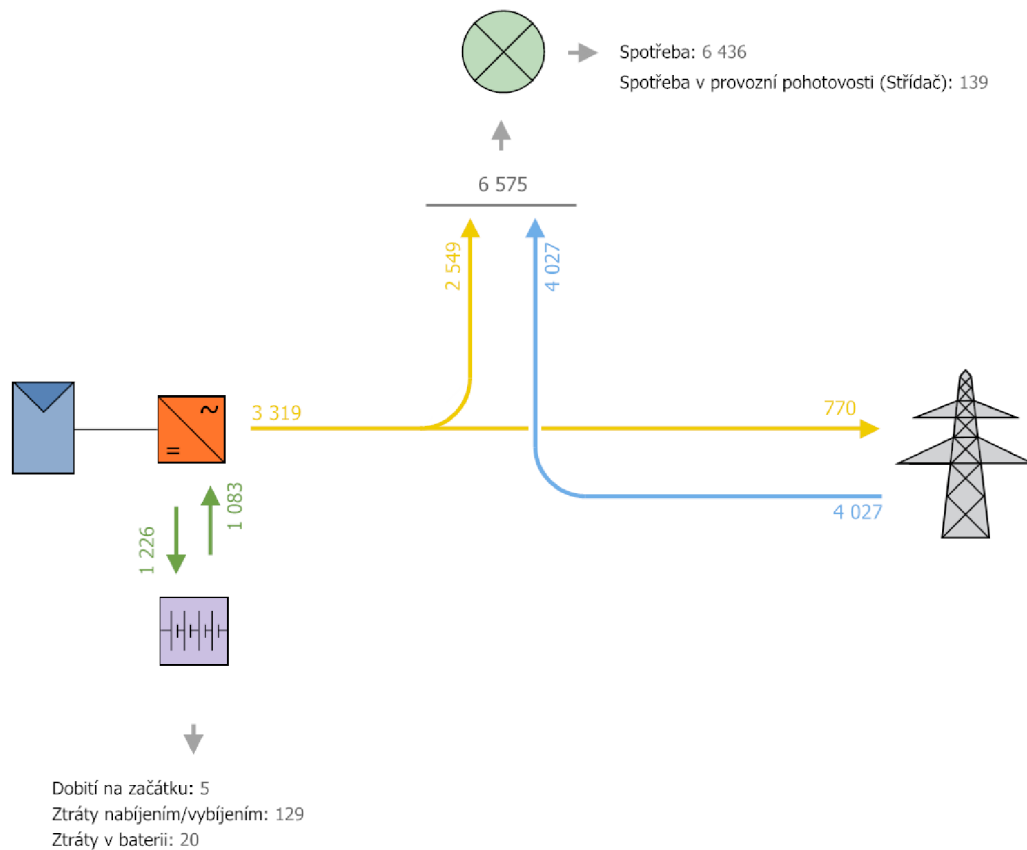 Spotřeba: 6 436
Spotřeba v provozní pohotovosti (Střídač): 139
6 575
2 549
4 027
3 319
770
4 027
1 226
1 083
Dobití na začátku: 5
Ztráty nabíjením/vybíjením: 129
Ztráty v baterii: 20